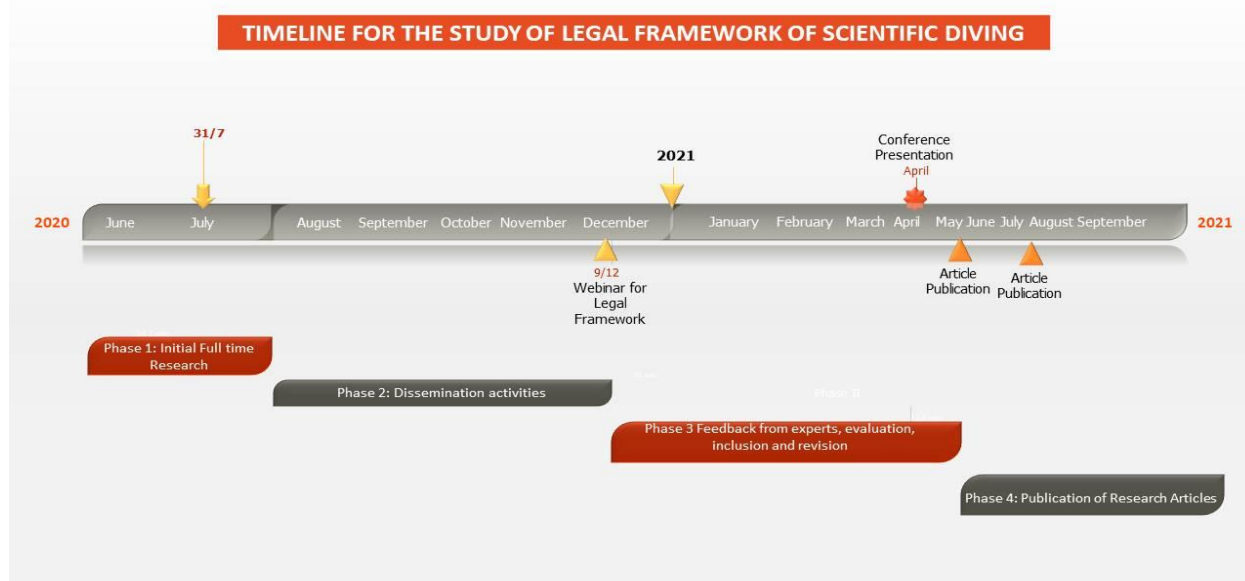 TIMELINE FOR THE STUDY OF LEGAL FRAMEWORK OF SCIENTIFIC DIVING
31/7
2021
Conference
Presentation
April
2020
June
July
August
September
October
November
December
January
February
March
April
May
June
July
August
September
2021
9/12
Webinar for
Legal
Framework
Article
Publication
Article
Publication
Phase 1: Initial Full time
Research
Phase 2: Dissemination activities
Phase 3 Feedback from experts, evaluation,
inclusion and revision
Phase 4: Publication of Research Articles